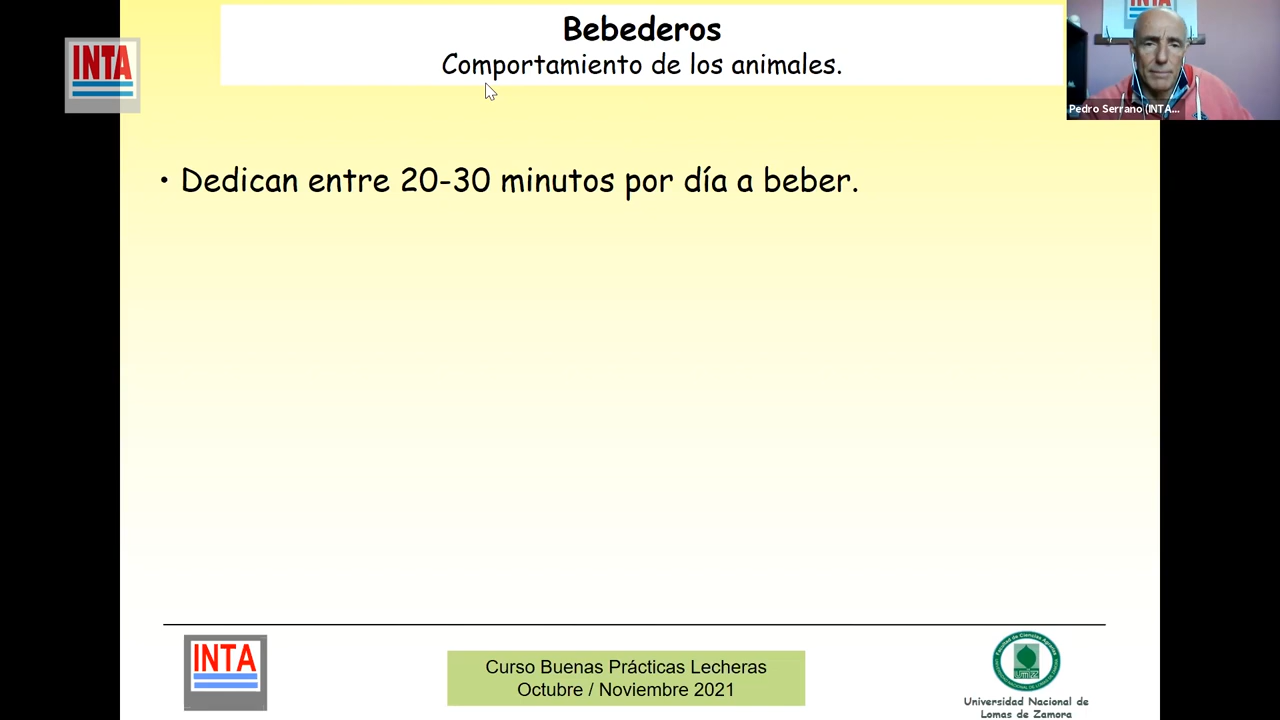 Bebederos
Comportamiento de los animales.
INTA
INTA
Pedro Serrano (INTA...
• Dedican entre 20-30 minutos por día a beber.
INTA
Curso Buenas Prácticas Lecheras
Octubre / Noviembre 2021
Universidad Nacional de
Lomas de Zamora